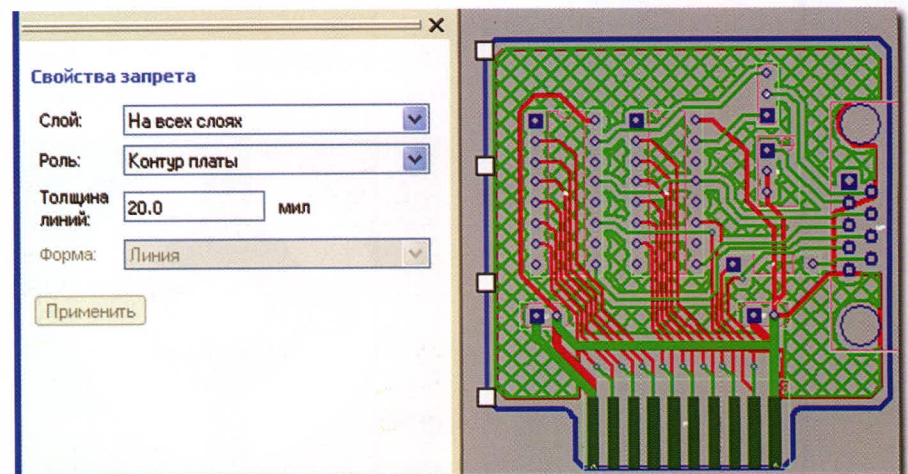 Свойства запрета
Слой: На всех слоях
Роль: Контур платы
Толщина
линий: 20.0 мил
Форма: Линия
Применить